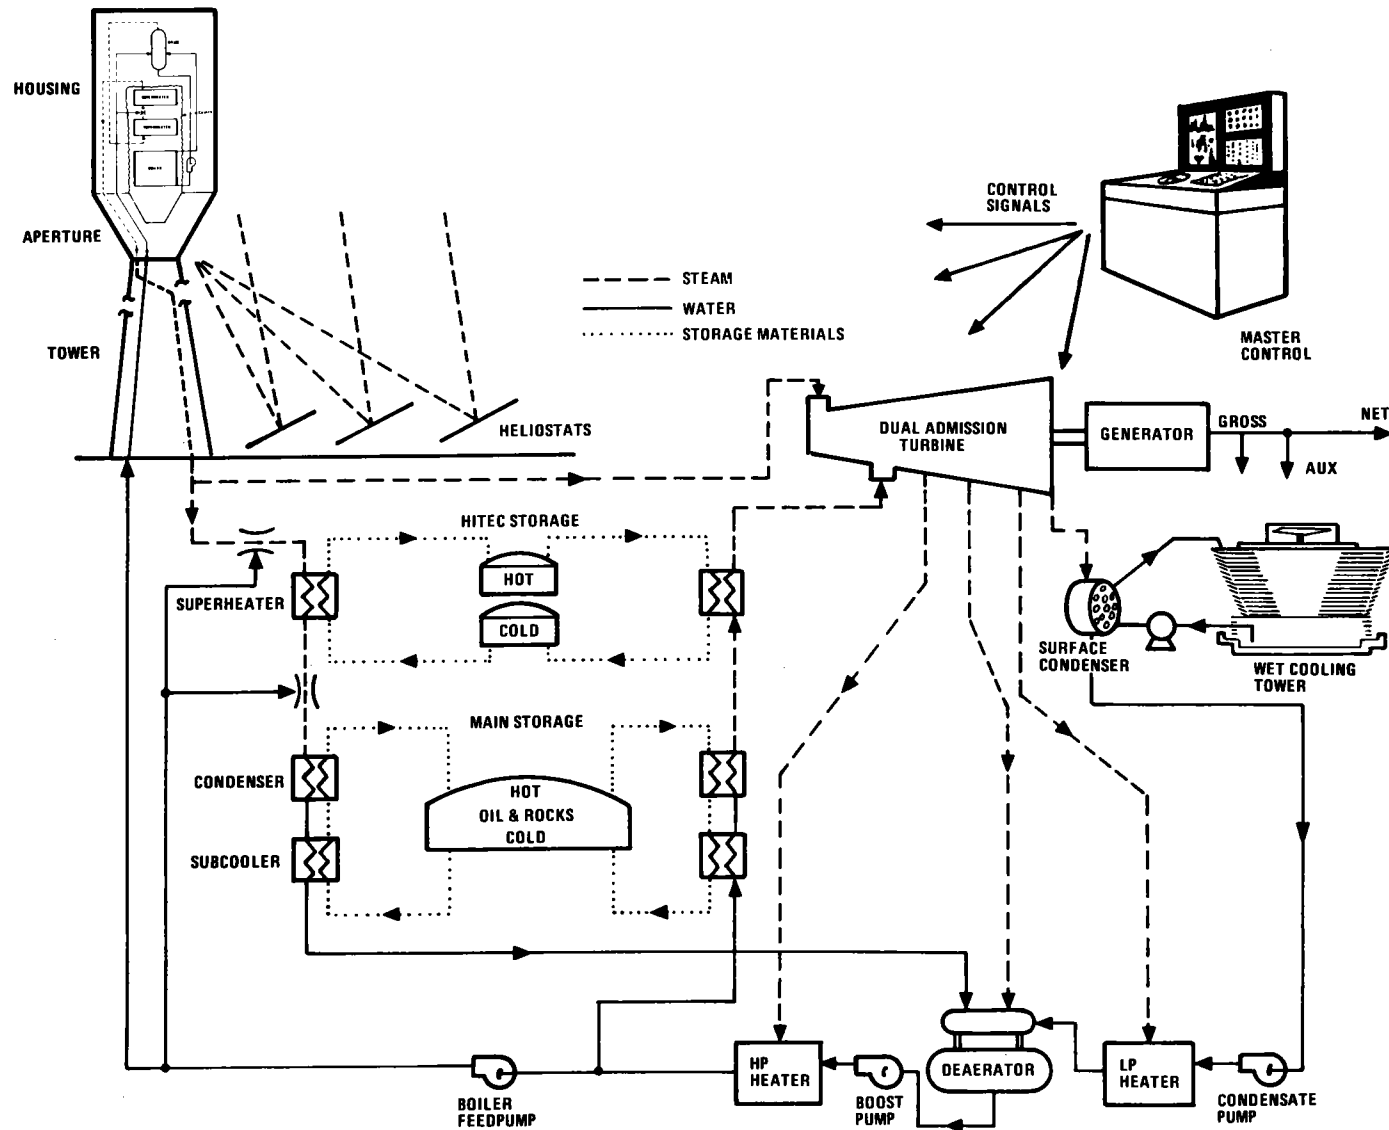 HOUSING
APERTURE
TOWER
CONTROL
SIGNALS
STEAM
WATER
STORAGE MATERIALS
MASTER
CONTROL
HELIOSTATS
DUAL ADMISSION
TURBINE
GENERATOR
GROSS
NET
AUX
HITEC STORAGE
HOT
COLD
SUPERHEATER
SURFACE
CONDENSER
WET COOLING
TOWER
MAIN STORAGE
CONDENSER
HOT
OIL & ROCKS
COLD
SUBCOOLER
HP
HEATER
BOOST
PUMP
DEAERATOR
LP
HEATER
CONDENSATE
PUMP
BOILER
FEEDPUMP